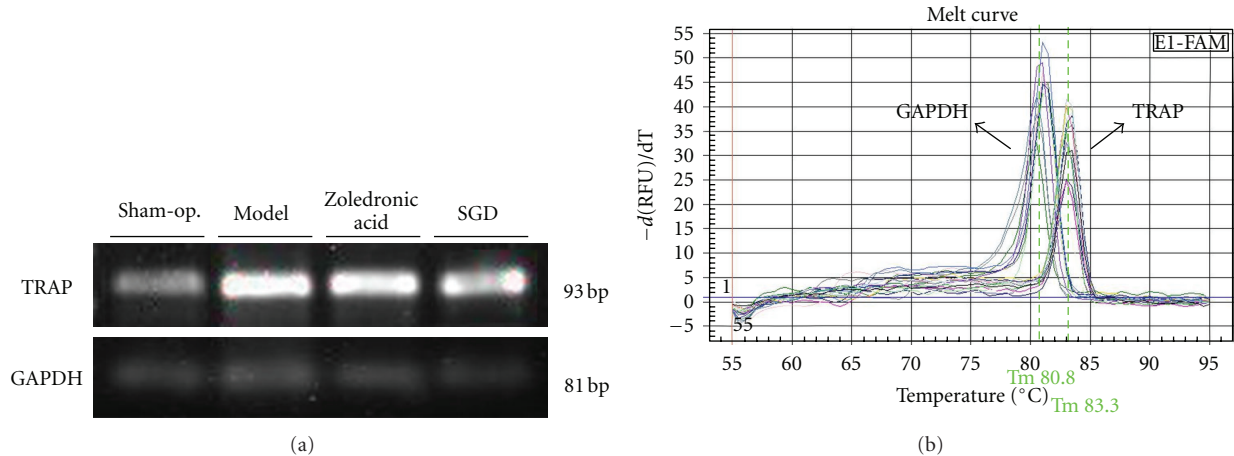 Sham-op. Model Zoledronic acid SGD
TRAP 93 bp
GAPDH 81 bp
(a)
Melt curve
E1-FAM
GAPDH TRAP
−d(RFU)/dT
55
50
45
40
35
30
25
20
15
10
5
0
−5
1
55
55 60 65 70 75 80 85 90 95
Tm 80.8
Temperature (°C)
Tm 83.3
(b)